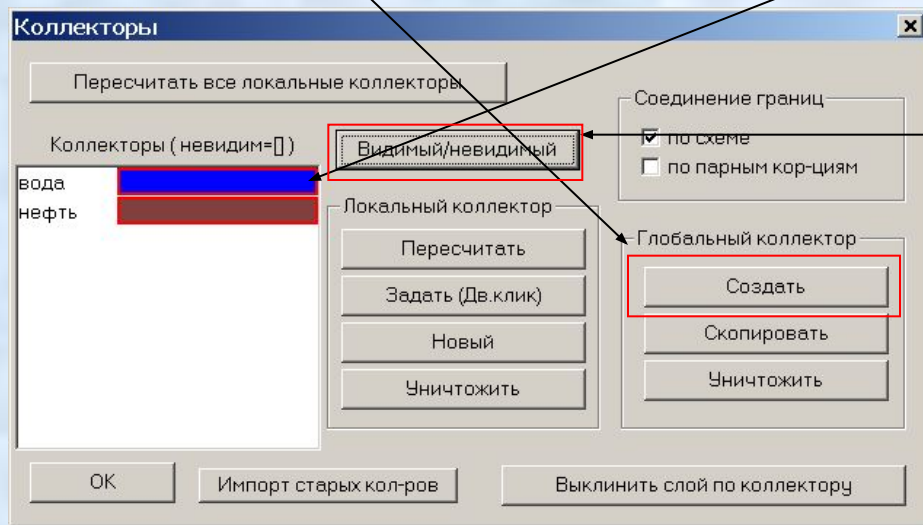 Коллекторы
Пересчитать все локальные коллекторы
Соединение границ
по схеме
по парным кор-циям
Коллекторы (невидим=[])
Видимый/невидимый
вода
нефть
Локальный коллектор
Пересчитать
Задать (Дв.клик)
Новый
Уничтожить
Глобальный коллектор
Создать
Скопировать
Уничтожить
OK
Импорт старых кол-ров
Выклинить слой по коллектору